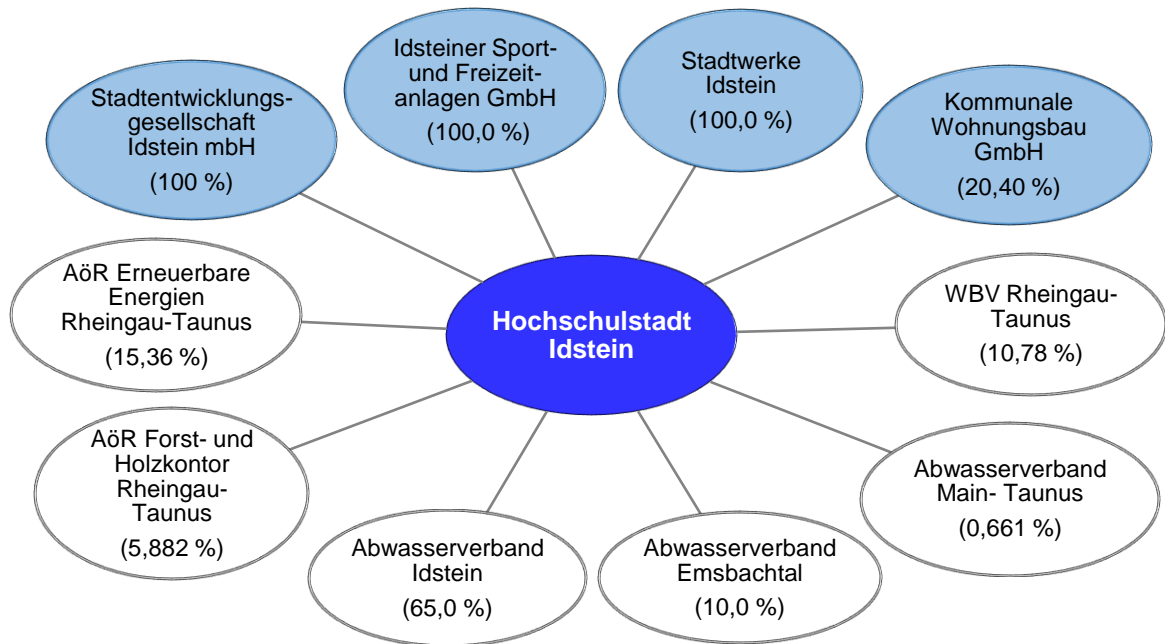 Stadtentwicklungs-
gesellschaft
Idstein mbH
(100 %)
Idsteiner Sport-
und Freizeit-
anlagen GmbH
(100,0 %)
Stadtwerke
Idstein
(100,0 %)
Kommunale
Wohnungsbau
GmbH
(20,40 %)
AöR Erneuerbare
Energien
Rheingau-Taunus
(15,36 %)
Hochschulstadt
Idstein
WBV Rheingau-
Taunus
(10,78 %)
AöR Forst- und
Holzkontor
Rheingau-
Taunus
(5,882 %)
Abwasserverband
Idstein
(65,0 %)
Abwasserverband
Emsbachtal
(10,0 %)
Abwasserverband
Main- Taunus
(0,661 %)